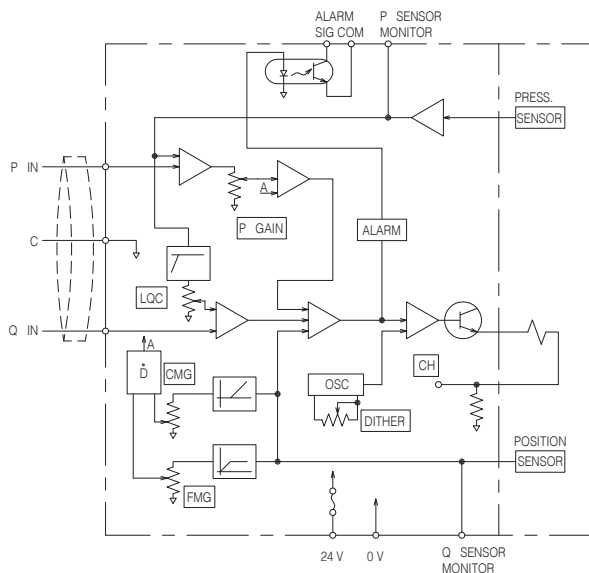 ALARM
SIG COM
P SENSOR
MONITOR
PRESS.
SENSOR
P IN
A
P GAIN
ALARM
C
LQC
Q IN
A
Ḋ
CMG
OSC
CH
DITHER
POSITION
SENSOR
FMG
24 V
0 V
Q SENSOR
MONITOR